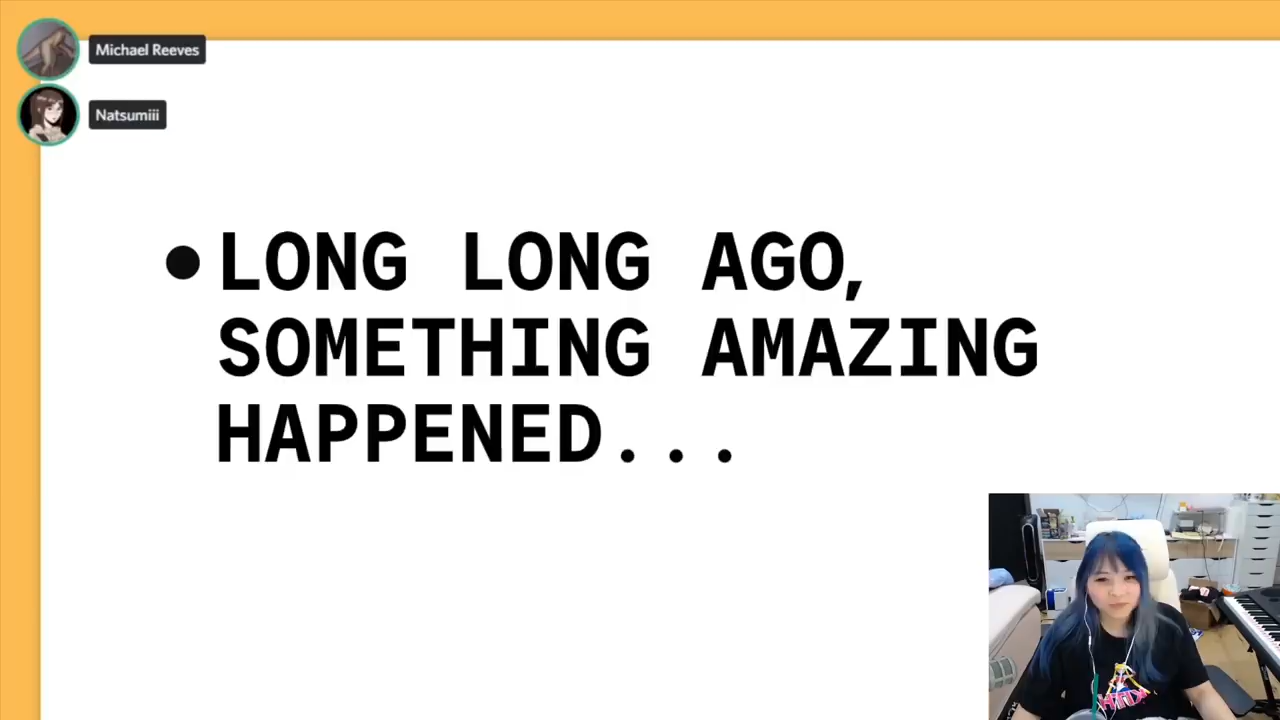 Michael Reeves
Natsumiii
• LONG LONG AGO,
SOMETHING AMAZING
HAPPENED...